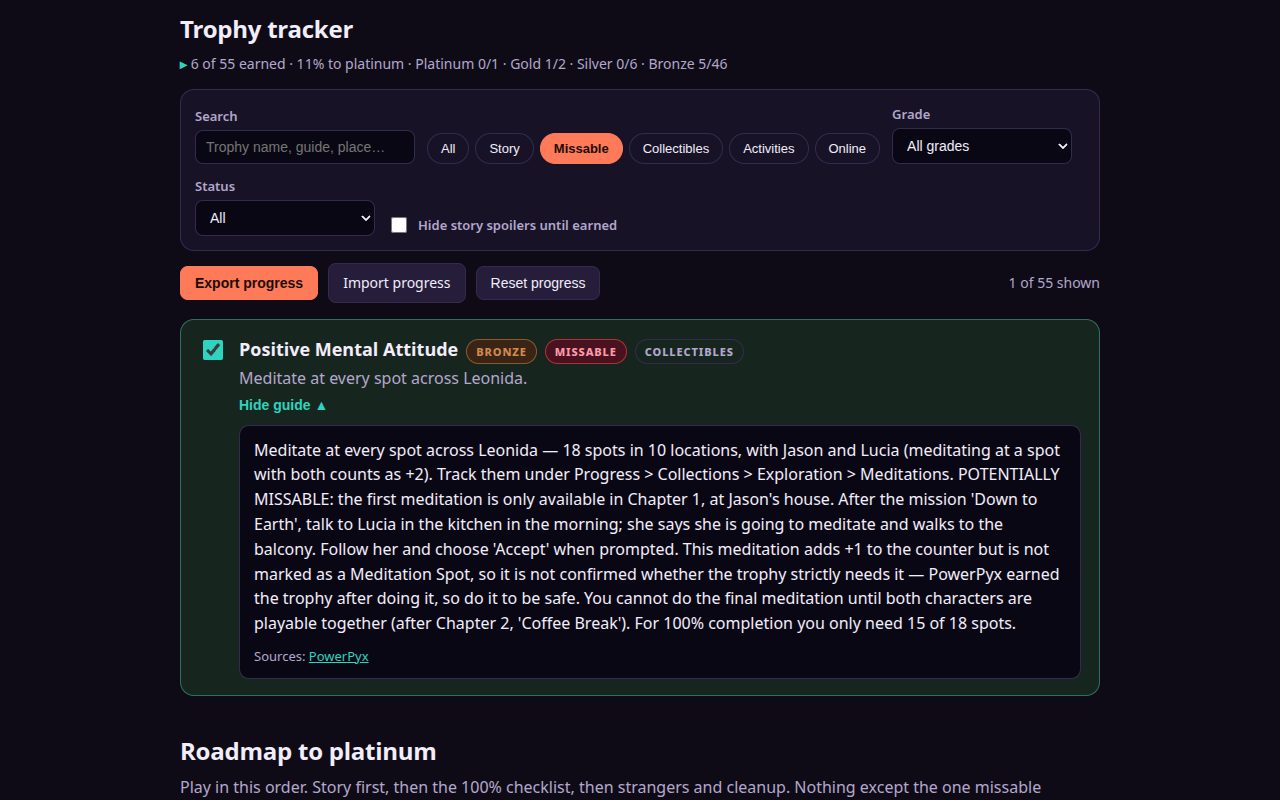 Trophy tracker
▸ 6 of 55 earned · 11% to platinum · Platinum 0/1 · Gold 1/2 · Silver 0/6 · Bronze 5/46
Search
Grade
Trophy name, guide, place…
All
Story
Missable
Collectibles
Activities
Online
All grades
Status
All
Hide story spoilers until earned
Export progress
Import progress
Reset progress
1 of 55 shown
Positive Mental Attitude BRONZE MISSABLE COLLECTIBLES
Meditate at every spot across Leonida.
Hide guide ▲
Meditate at every spot across Leonida — 18 spots in 10 locations, with Jason and Lucia (meditating at a spot
with both counts as +2). Track them under Progress > Collections > Exploration > Meditations. POTENTIALLY
MISSABLE: the first meditation is only available in Chapter 1, at Jason's house. After the mission 'Down to
Earth', talk to Lucia in the kitchen in the morning; she says she is going to meditate and walks to the
balcony. Follow her and choose 'Accept' when prompted. This meditation adds +1 to the counter but is not
marked as a Meditation Spot, so it is not confirmed whether the trophy strictly needs it — PowerPyx earned
the trophy after doing it, so do it to be safe. You cannot do the final meditation until both characters are
playable together (after Chapter 2, 'Coffee Break'). For 100% completion you only need 15 of 18 spots.
Sources: PowerPyx
Roadmap to platinum
Play in this order. Story first, then the 100% checklist, then strangers and cleanup. Nothing except the one missable